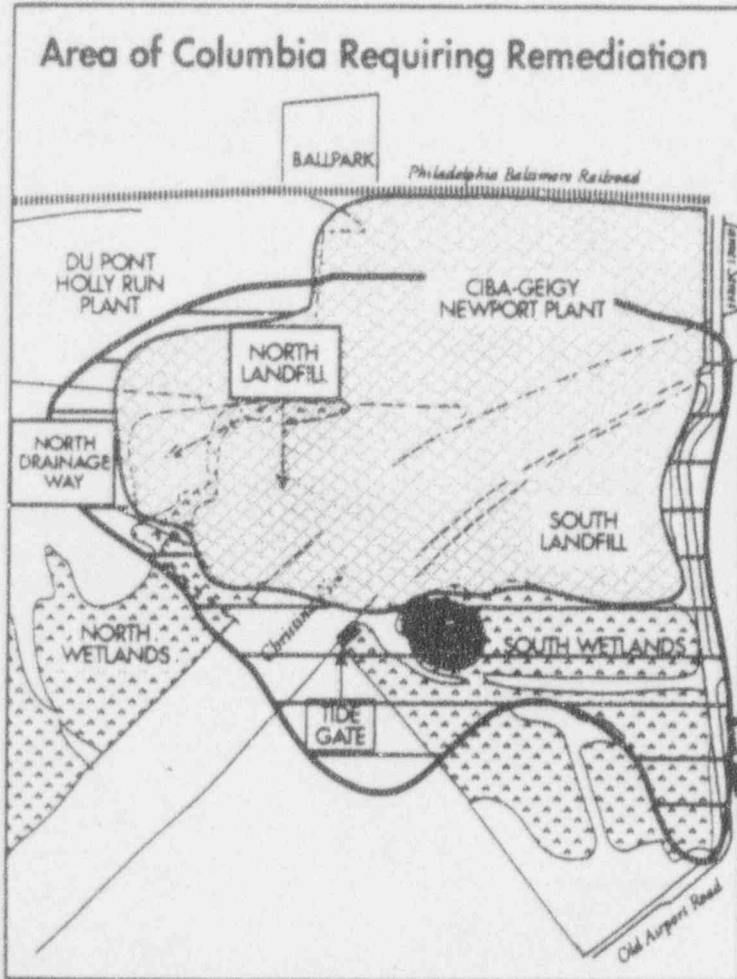 Area of Columbia Requiring Remediation
BALLPARK
Philadelphia Baltimore Railroad
DU PONT
HOLLY RUN
PLANT
CIBA-GEIGY
NEWPORT PLANT
NORTH
LANDFILL
NORTH
DRAINAGE
WAY
SOUTH
LANDFILL
NORTH
WETLANDS
SOUTH WETLANDS
TIDE
GATE
Old Airport Road